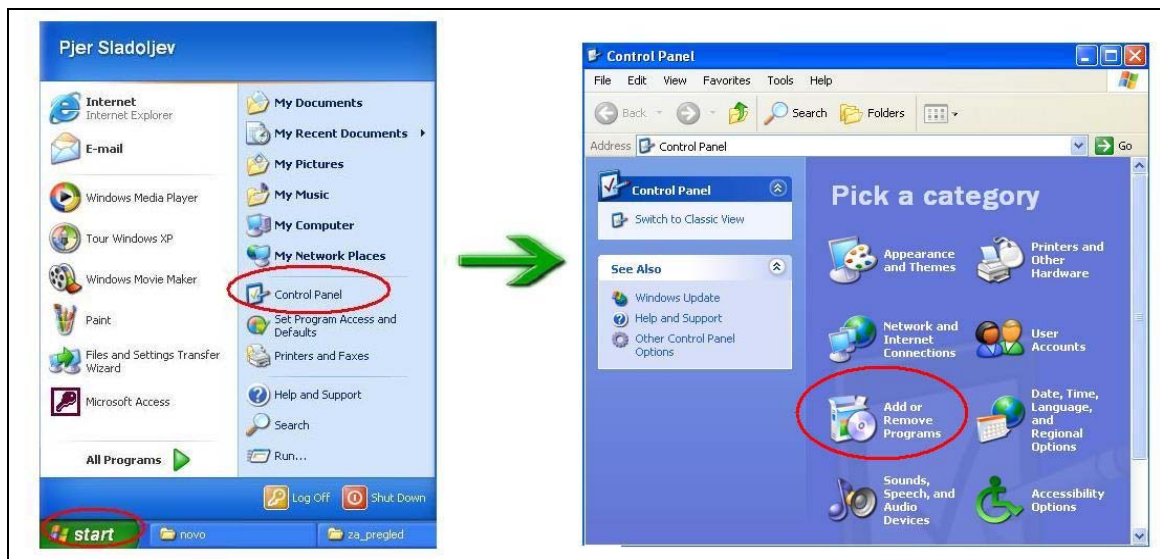 Pjer Sladoljev
Internet
Internet Explorer
E-mail
Windows Media Player
Tour Windows XP
Windows Movie Maker
Paint
Files and Settings Transfer
Wizard
Microsoft Access
All Programs
My Documents
My Recent Documents
My Pictures
My Music
My Computer
My Network Places
Control Panel
Set Program Access and
Defaults
Printers and Faxes
Help and Support
Search
Run...
Log Off
Shut Down
start
novo
za_pregled
Control Panel
File Edit View Favorites Tools Help
Back Search Folders
Address Control Panel Go
Control Panel
Switch to Classic View
See Also
Windows Update
Help and Support
Other Control Panel
Options
Pick a category
Appearance
and Themes
Printers and
Other
Hardware
Network and
Internet
Connections
User
Accounts
Add or
Remove
Programs
Date, Time,
Language,
and
Regional
Options
Sounds,
Speech, and
Audio
Devices
Accessibility
Options